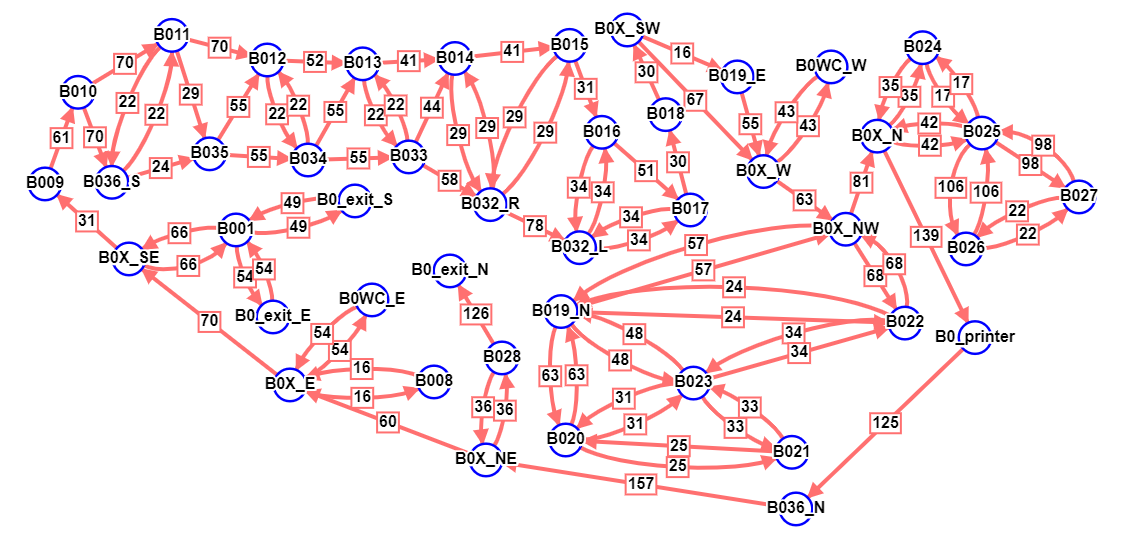 B011
B0X_SW
B015
B024
16
70
70
41
B012
52
B013
41
B014
B019_E
B0WC_W
30
35
35
17
17
B010
31
67
43
43
22
22
29
55
22
22
55
22
22
44
29
29
29
29
B018
55
61
70
B016
B0X_N
42
B025
42
98
98
24
B035
55
B034
55
B033
58
51
30
B0X_W
B009
B036_S
B032_R
34
34
63
81
106
106
B027
49
B0_exit_S
B017
22
22
31
66
B001
49
78
34
34
B0X_NW
139
B032_L
57
B026
B0X_SE
66
54
54
57
68
68
B0_exit_N
B0WC_E
24
B0_exit_E
126
B019_N
24
B022
70
54
54
48
34
34
B0_printer
B028
48
16
B0X_E
B008
63
63
B023
16
31
33
36
36
60
31
33
125
B020
25
B021
25
B0X_NE
157
B036_N